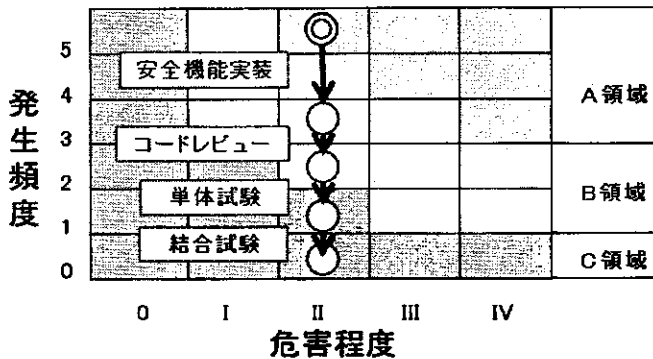 発生頻度
5
4
3
2
1
0
安全機能実装
コードレビュー
単体試験
結合試験
A領域
B領域
C領域
0 I II III IV
危害程度